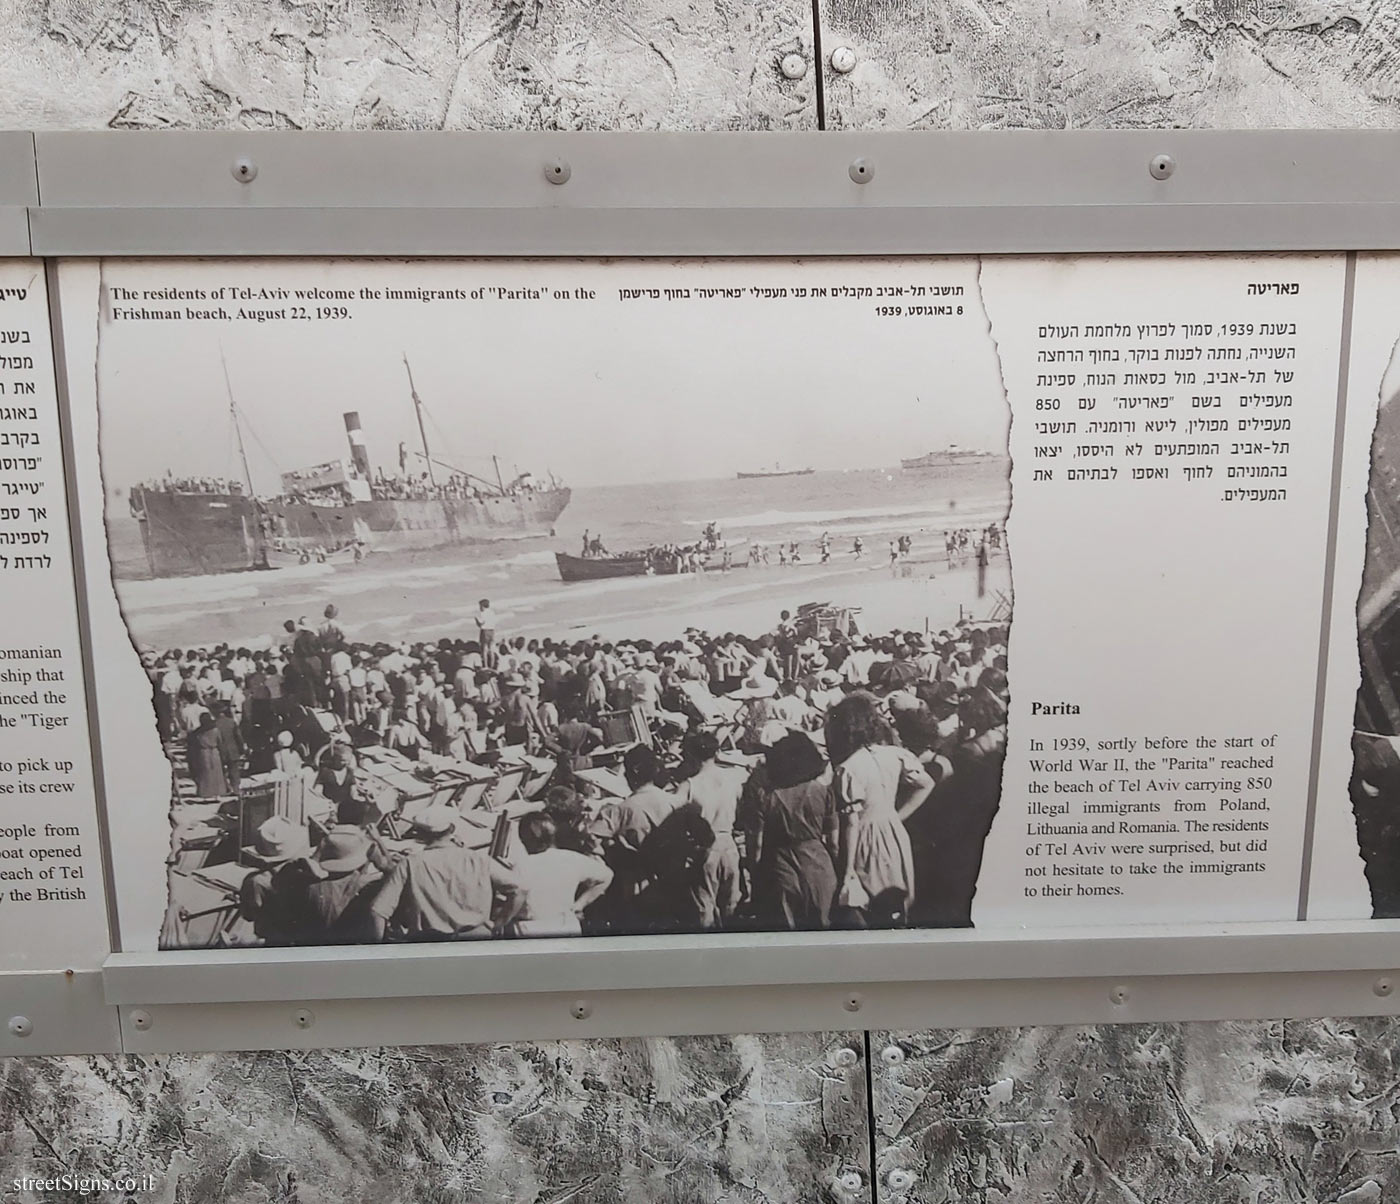 The residents of Tel-Aviv welcome the immigrants of "Parita" on the
Frishman beach, August 22, 1939.
תושבי תל-אביב מקבלים את פני מעפילי "פאריטה" בחוף פרישמן
8 באוגוסט, 1939
פאריטה
בשנת 1939, סמוך לפרוץ מלחמת העולם
השנייה, נחתה לפנות בוקר, בחוף הרחצה
של תל-אביב, מול כסאות הנוח, ספינת
מעפילים בשם "פאריטה" עם 850
מעפילים מפולין, ליטא ורומניה. תושבי
תל-אביב המופתעים לא היססו, יצאו
בהמוניהם לחוף ואספו לבתיהם את
המעפילים.
Parita
In 1939, sortly before the start of
World War II, the "Parita" reached
the beach of Tel Aviv carrying 850
illegal immigrants from Poland,
Lithuania and Romania. The residents
of Tel Aviv were surprised, but did
not hesitate to take the immigrants
to their homes.
טייג
בשנ
מפול
את ה
באוגו
בקרב
"פרוס
"טייגר
אך ספ
לספינה
לרדת ל
omanian
ship that
inced the
he "Tiger
to pick up
se its crew
eople from
oat opened
each of Tel
y the British
streetSigns.co.il